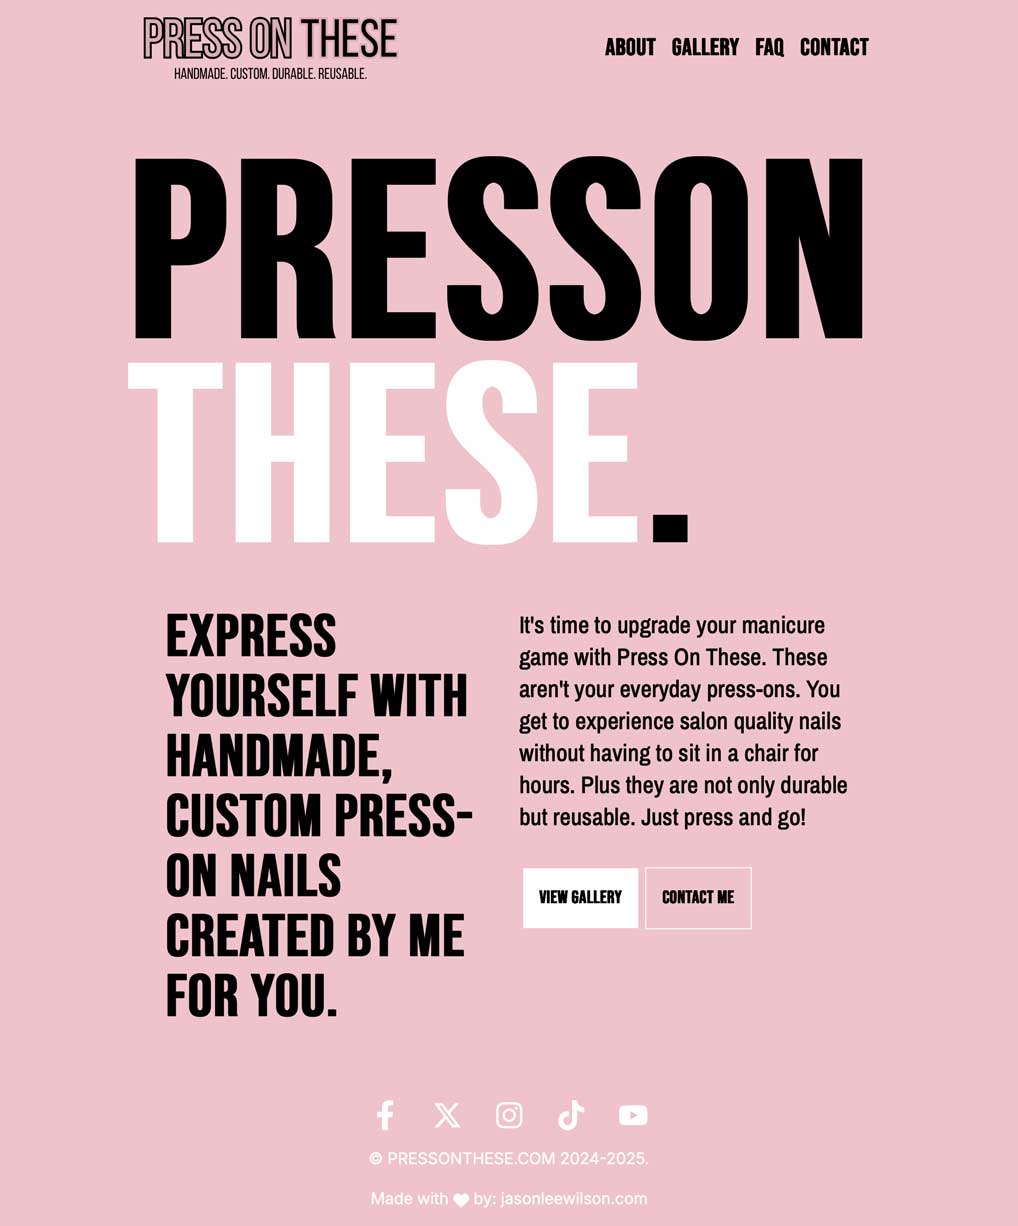 PRESS ON THESE
HANDMADE. CUSTOM. DURABLE. REUSABLE.
ABOUT GALLERY FAQ CONTACT
PRESSON
THESE.
EXPRESS
YOURSELF WITH
HANDMADE,
CUSTOM PRESS-
ON NAILS
CREATED BY ME
FOR YOU.
It's time to upgrade your manicure
game with Press On These. These
aren't your everyday press-ons. You
get to experience salon quality nails
without having to sit in a chair for
hours. Plus they are not only durable
but reusable. Just press and go!
VIEW GALLERY
CONTACT ME
© PRESSONTHESE.COM 2024-2025.
Made with by: jasonleewilson.com